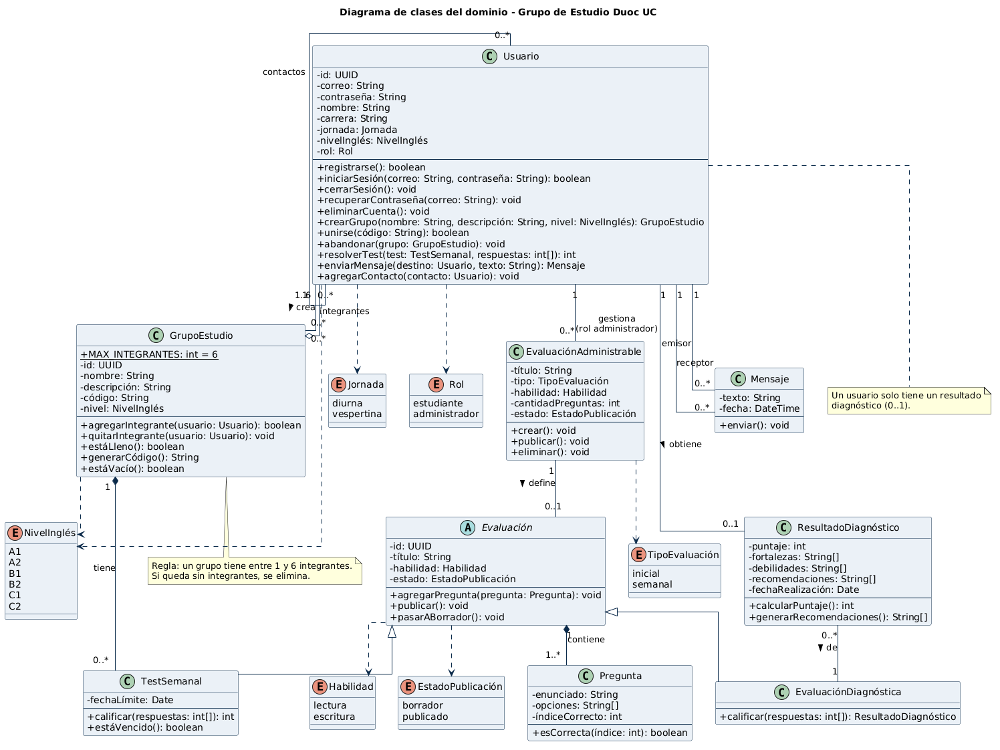 Diagrama de clases del dominio - Grupo de Estudio Duoc UC
0..*
contactos
C Usuario
-id: UUID
-correo: String
-contraseña: String
-nombre: String
-carrera: String
-jornada: Jornada
-nivelInglés: NivelInglés
-rol: Rol
+registrarse(): boolean
+iniciarSesión(correo: String, contraseña: String): boolean
+cerrarSesión(): void
+recuperarContraseña(correo: String): void
+eliminarCuenta(): void
+crearGrupo(nombre: String, descripción: String, nivel: NivelInglés): GrupoEstudio
+unirse(código: String): boolean
+abandonar(grupo: GrupoEstudio): void
+resolverTest(test: TestSemanal, respuestas: int[]): int
+enviarMensaje(destino: Usuario, texto: String): Mensaje
+agregarContacto(contacto: Usuario): void
0..*
1
1
1
1
crea
integrantes
0..*
0..*
gestiona
(rol administrador)
0..*
emisor
receptor
0..*
0..*
obtiene
0..1
C GrupoEstudio
+MAX_INTEGRANTES: int = 6
-id: UUID
-nombre: String
-descripción: String
-código: String
-nivel: NivelInglés
+agregarIntegrante(usuario: Usuario): boolean
+quitarIntegrante(usuario: Usuario): void
+estáLleno(): boolean
+generarCódigo(): String
+estáVacío(): boolean
E Jornada
diurna
vespertina
E Rol
estudiante
administrador
C EvaluaciónAdministrable
-título: String
-tipo: TipoEvaluación
-habilidad: Habilidad
-cantidadPreguntas: int
-estado: EstadoPublicación
+crear(): void
+publicar(): void
+eliminar(): void
C Mensaje
-texto: String
-fecha: DateTime
+enviar(): void
Un usuario solo tiene un resultado
diagnóstico (0..1).
1
tiene
0..*
1
define
0..1
E NivelInglés
A1
A2
B1
B2
C1
C2
Regla: un grupo tiene entre 1 y 6 integrantes.
Si queda sin integrantes, se elimina.
A Evaluación
-id: UUID
-título: String
-habilidad: Habilidad
-estado: EstadoPublicación
+agregarPregunta(pregunta: Pregunta): void
+publicar(): void
+pasarABorrador(): void
E TipoEvaluación
inicial
semanal
C ResultadoDiagnóstico
-puntaje: int
-fortalezas: String[]
-debilidades: String[]
-recomendaciones: String[]
-fechaRealización: Date
+calcularPuntaje(): int
+generarRecomendaciones(): String[]
1
contiene
1..*
0..*
de
1
C TestSemanal
-fechaLímite: Date
+calificar(respuestas: int[]): int
+estáVencido(): boolean
E Habilidad
lectura
escritura
E EstadoPublicación
borrador
publicado
C Pregunta
-enunciado: String
-opciones: String[]
-índiceCorrecto: int
+esCorrecta(índice: int): boolean
C EvaluaciónDiagnóstica
+calificar(respuestas: int[]): ResultadoDiagnóstico